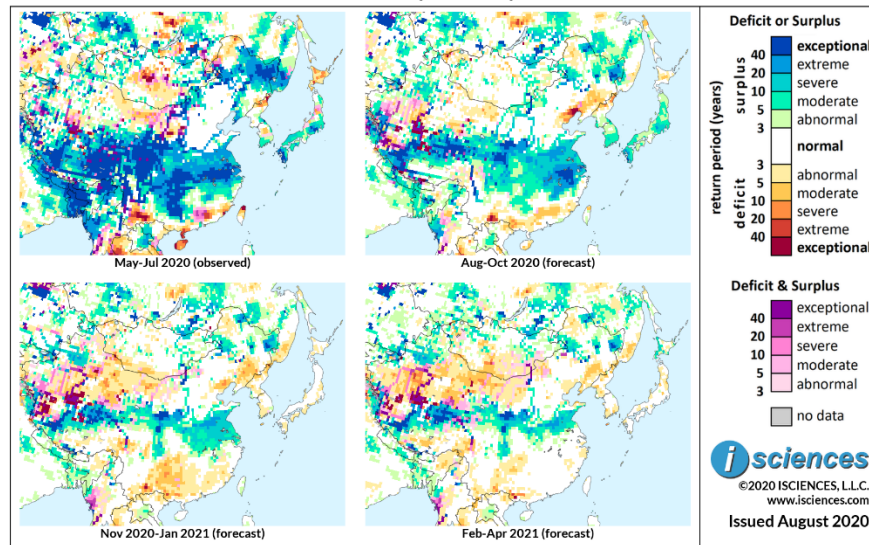 May-Jul 2020 (observed)
Aug-Oct 2020 (forecast)
Nov 2020-Jan 2021 (forecast)
Feb-Apr 2021 (forecast)
Deficit or Surplus
return period (years)
surplus
deficit
40
20
10
5
3
3
5
10
20
40
exceptional
extreme
severe
moderate
abnormal
normal
abnormal
moderate
severe
extreme
exceptional
Deficit & Surplus
40
20
10
5
3
exceptional
extreme
severe
moderate
abnormal
no data
i sciences
©2020 ISCIENCES, L.L.C.
www.isciences.com
Issued August 2020